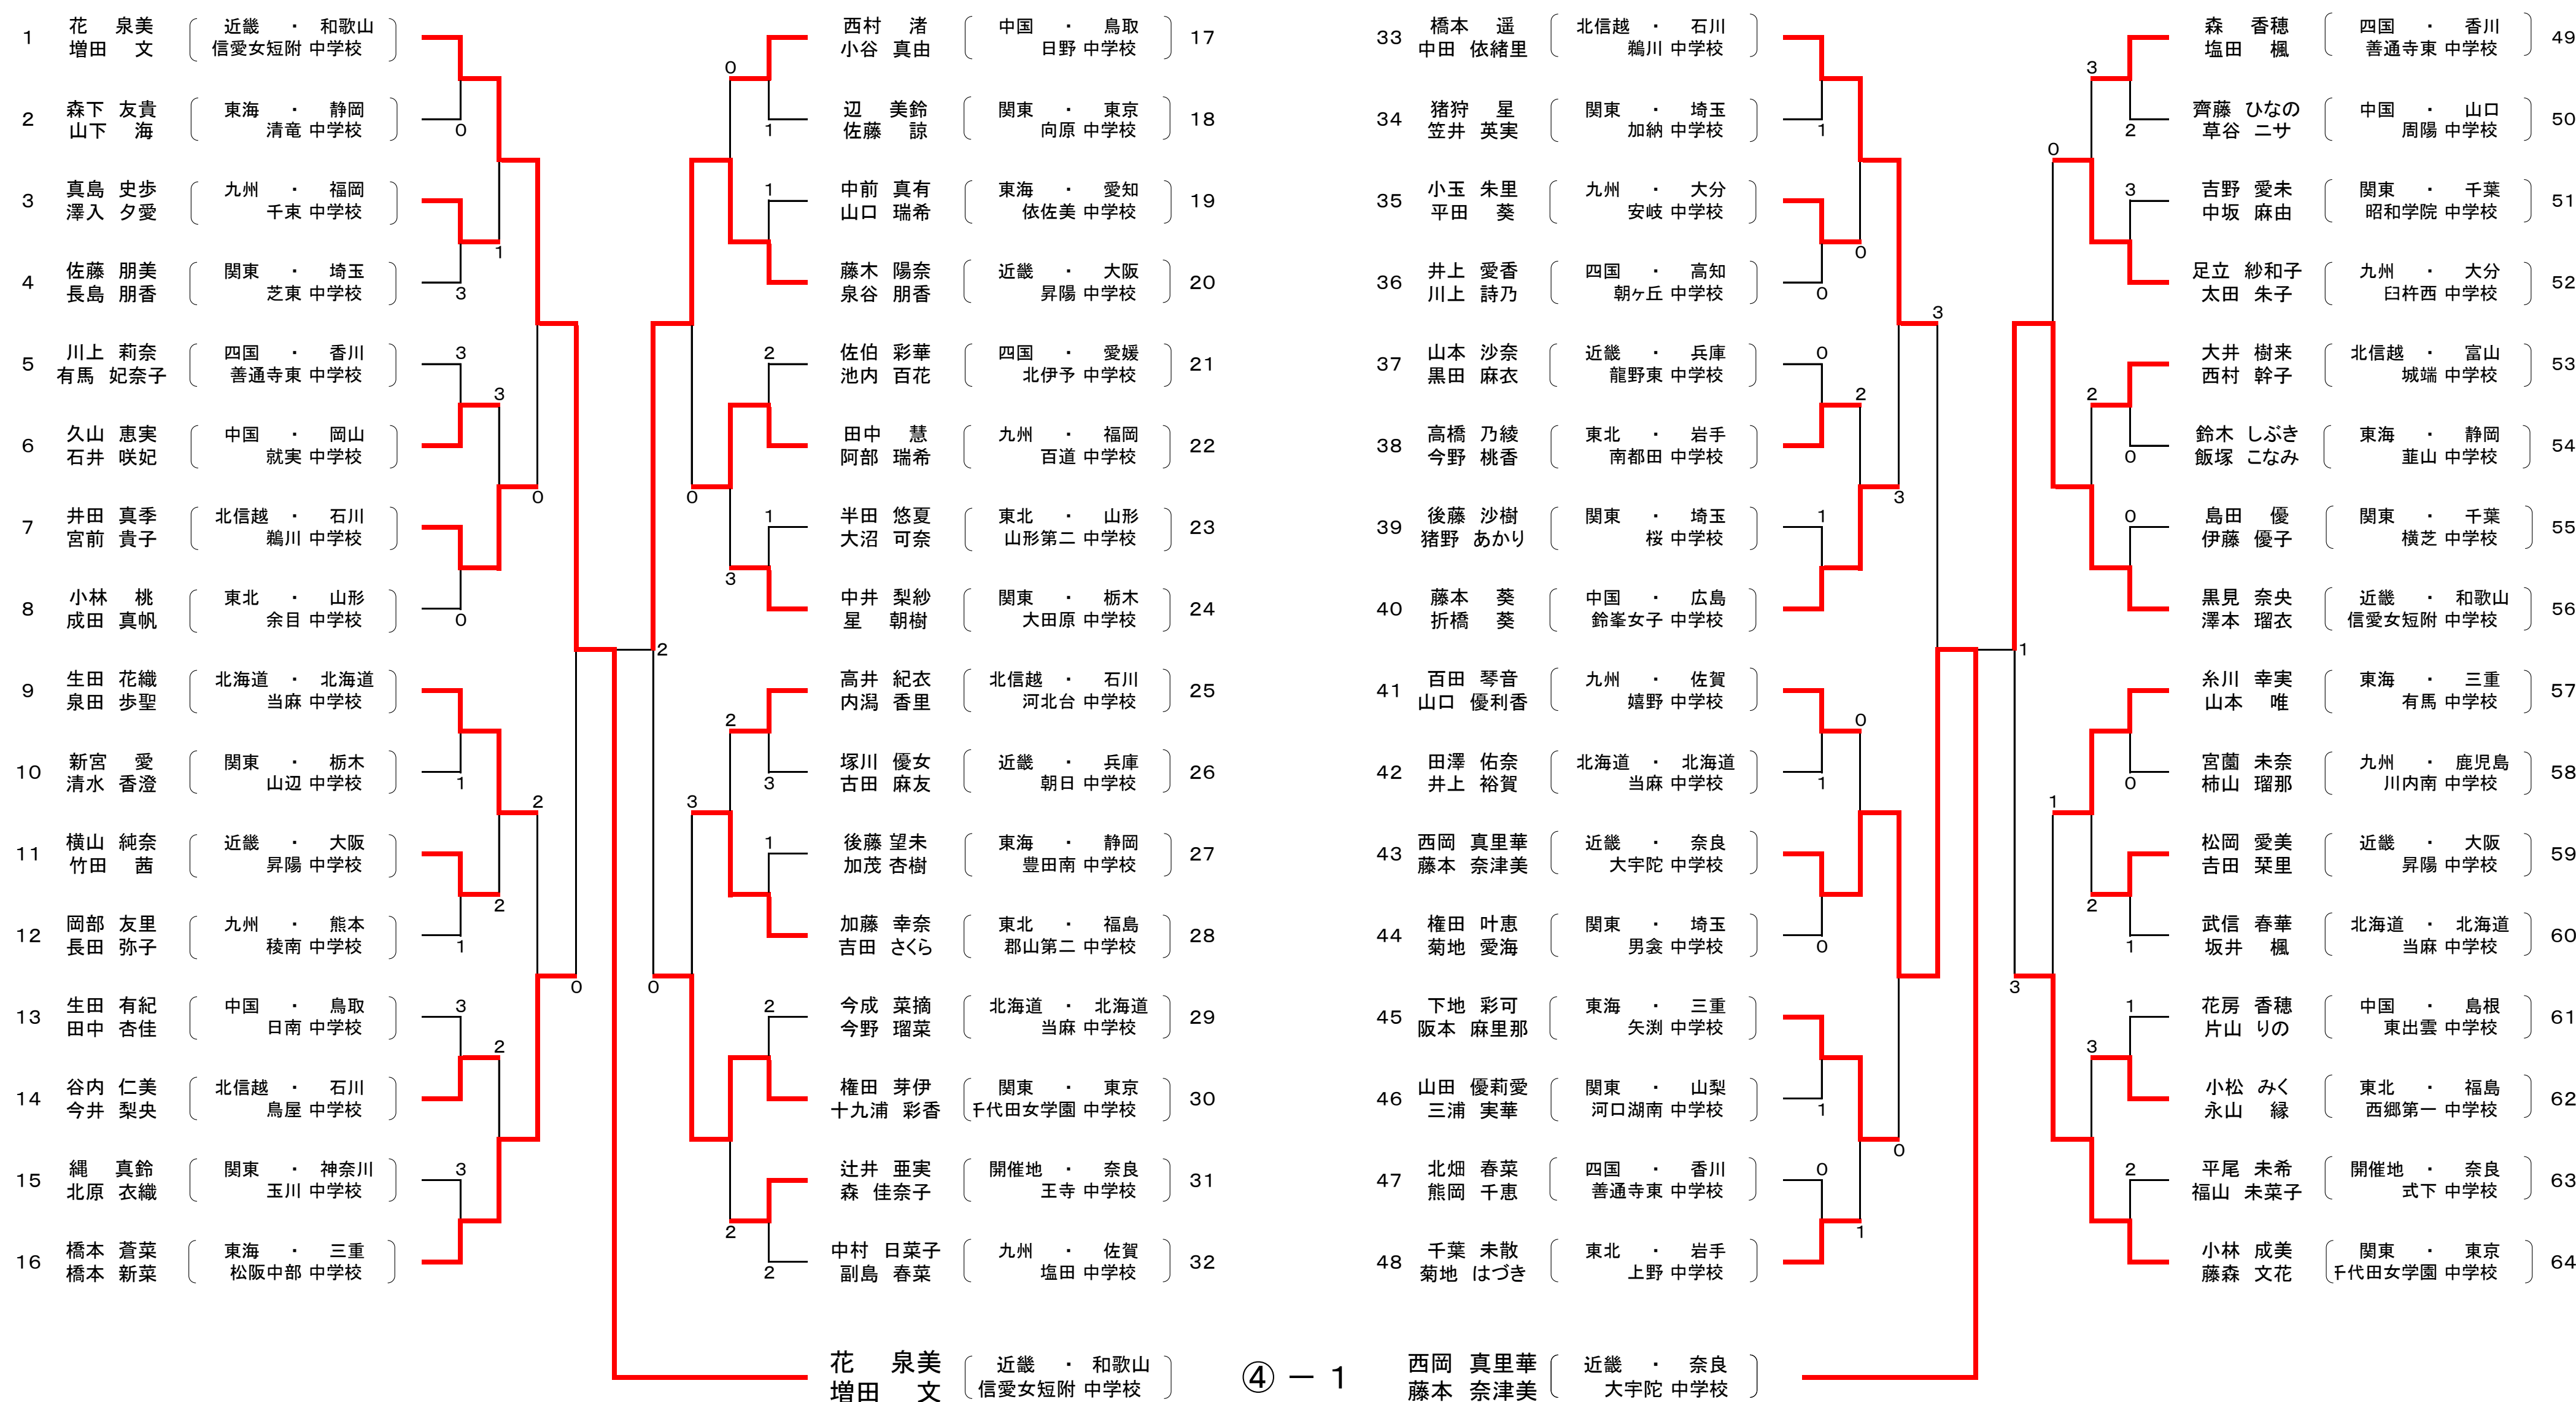 1 花 泉美 近畿 ・ 和歌山
増田 文 信愛女短附 中学校
2 森下 友貴 東海 ・ 静岡
山下 海 清竜 中学校
0
3 真島 史歩 九州 ・ 福岡
澤入 夕愛 千束 中学校
1
4 佐藤 朋美 関東 ・ 埼玉
長島 朋香 芝東 中学校
3
5 川上 莉奈 四国 ・ 香川
有馬 妃奈子 善通寺東 中学校
3
3
6 久山 恵実 中国 ・ 岡山
石井 咲妃 就実 中学校
0
7 井田 真季 北信越 ・ 石川
宮前 貴子 鵜川 中学校
8 小林 桃 東北 ・ 山形
成田 真帆 余目 中学校
0
9 生田 花織 北海道 ・ 北海道
泉田 歩聖 当麻 中学校
10 新宮 愛 関東 ・ 栃木
清水 香澄 山辺 中学校
1
2
11 横山 純奈 近畿 ・ 大阪
竹田 茜 昇陽 中学校
2
12 岡部 友里 九州 ・ 熊本
長田 弥子 稜南 中学校
1
0
13 生田 有紀 中国 ・ 鳥取
田中 杏佳 日南 中学校
3
2
14 谷内 仁美 北信越 ・ 石川
今井 梨央 鳥屋 中学校
15 縄 真鈴 関東 ・ 神奈川
北原 衣織 玉川 中学校
3
16 橋本 蒼菜 東海 ・ 三重
橋本 新菜 松阪中部 中学校
西村 渚 中国 ・ 鳥取 17
小谷 真由 日野 中学校
0
辺 美鈴 関東 ・ 東京 18
佐藤 諒 向原 中学校
1
中前 真有 東海 ・ 愛知 19
山口 瑞希 依佐美 中学校
1
藤木 陽奈 近畿 ・ 大阪 20
泉谷 朋香 昇陽 中学校
佐伯 彩華 四国 ・ 愛媛 21
池内 百花 北伊予 中学校
2
田中 慧 九州 ・ 福岡 22
阿部 瑞希 百道 中学校
0
半田 悠夏 東北 ・ 山形 23
大沼 可奈 山形第二 中学校
1
3
中井 梨紗 関東 ・ 栃木 24
星 朝樹 大田原 中学校
2
高井 紀衣 北信越 ・ 石川 25
内潟 香里 河北台 中学校
2
塚川 優女 近畿 ・ 兵庫 26
古田 麻友 朝日 中学校
3
3
後藤 望未 東海 ・ 静岡 27
加茂 杏樹 豊田南 中学校
1
加藤 幸奈 東北 ・ 福島 28
吉田 さくら 郡山第二 中学校
0
今成 菜摘 北海道 ・ 北海道 29
今野 瑠菜 当麻 中学校
2
権田 芽伊 関東 ・ 東京 30
十九浦 彩香 千代田女学園 中学校
辻井 亜実 開催地 ・ 奈良 31
森 佳奈子 王寺 中学校
2
中村 日菜子 九州 ・ 佐賀 32
副島 春菜 塩田 中学校
2
33 橋本 遥 北信越 ・ 石川
中田 依緒里 鵜川 中学校
34 猪狩 星 関東 ・ 埼玉
笠井 英実 加納 中学校
1
35 小玉 朱里 九州 ・ 大分
平田 葵 安岐 中学校
0
36 井上 愛香 四国 ・ 高知
川上 詩乃 朝ヶ丘 中学校
0
3
37 山本 沙奈 近畿 ・ 兵庫
黒田 麻衣 龍野東 中学校
0
2
38 高橋 乃綾 東北 ・ 岩手
今野 桃香 南都田 中学校
3
39 後藤 沙樹 関東 ・ 埼玉
猪野 あかり 桜 中学校
1
40 藤本 葵 中国 ・ 広島
折橋 葵 鈴峯女子 中学校
41 百田 琴音 九州 ・ 佐賀
山口 優利香 嬉野 中学校
0
42 田澤 佑奈 北海道 ・ 北海道
井上 裕賀 当麻 中学校
1
43 西岡 真里華 近畿 ・ 奈良
藤本 奈津美 大宇陀 中学校
44 権田 叶恵 関東 ・ 埼玉
菊地 愛海 男衾 中学校
0
45 下地 彩可 東海 ・ 三重
阪本 麻里那 矢渕 中学校
46 山田 優莉愛 関東 ・ 山梨
三浦 実華 河口湖南 中学校
1
0
47 北畑 春菜 四国 ・ 香川
熊岡 千恵 善通寺東 中学校
0
1
48 千葉 未散 東北 ・ 岩手
菊地 はづき 上野 中学校
森 香穂 四国 ・ 香川 49
塩田 楓 善通寺東 中学校
3
齊藤 ひなの 中国 ・ 山口 50
草谷 ニサ 周陽 中学校
2
0
吉野 愛未 関東 ・ 千葉 51
中坂 麻由 昭和学院 中学校
3
足立 紗和子 九州 ・ 大分 52
太田 朱子 臼杵西 中学校
大井 樹来 北信越 ・ 富山 53
西村 幹子 城端 中学校
2
鈴木 しぶき 東海 ・ 静岡 54
飯塚 こなみ 韮山 中学校
0
島田 優 関東 ・ 千葉 55
伊藤 優子 横芝 中学校
0
黒見 奈央 近畿 ・ 和歌山 56
澤本 瑠衣 信愛女短附 中学校
1
糸川 幸実 東海 ・ 三重 57
山本 唯 有馬 中学校
宮薗 未奈 九州 ・ 鹿児島 58
柿山 瑠那 川内南 中学校
0
1
松岡 愛美 近畿 ・ 大阪 59
吉田 栞里 昇陽 中学校
2
武信 春華 北海道 ・ 北海道 60
坂井 楓 当麻 中学校
1
3
花房 香穂 中国 ・ 島根 61
片山 りの 東出雲 中学校
1
3
小松 みく 東北 ・ 福島 62
永山 縁 西郷第一 中学校
平尾 未希 開催地 ・ 奈良 63
福山 未菜子 式下 中学校
2
小林 成美 関東 ・ 東京 64
藤森 文花 千代田女学園 中学校
花 泉美 近畿 ・ 和歌山
増田 文 信愛女短附 中学校
④ － 1
西岡 真里華 近畿 ・ 奈良
藤本 奈津美 大宇陀 中学校